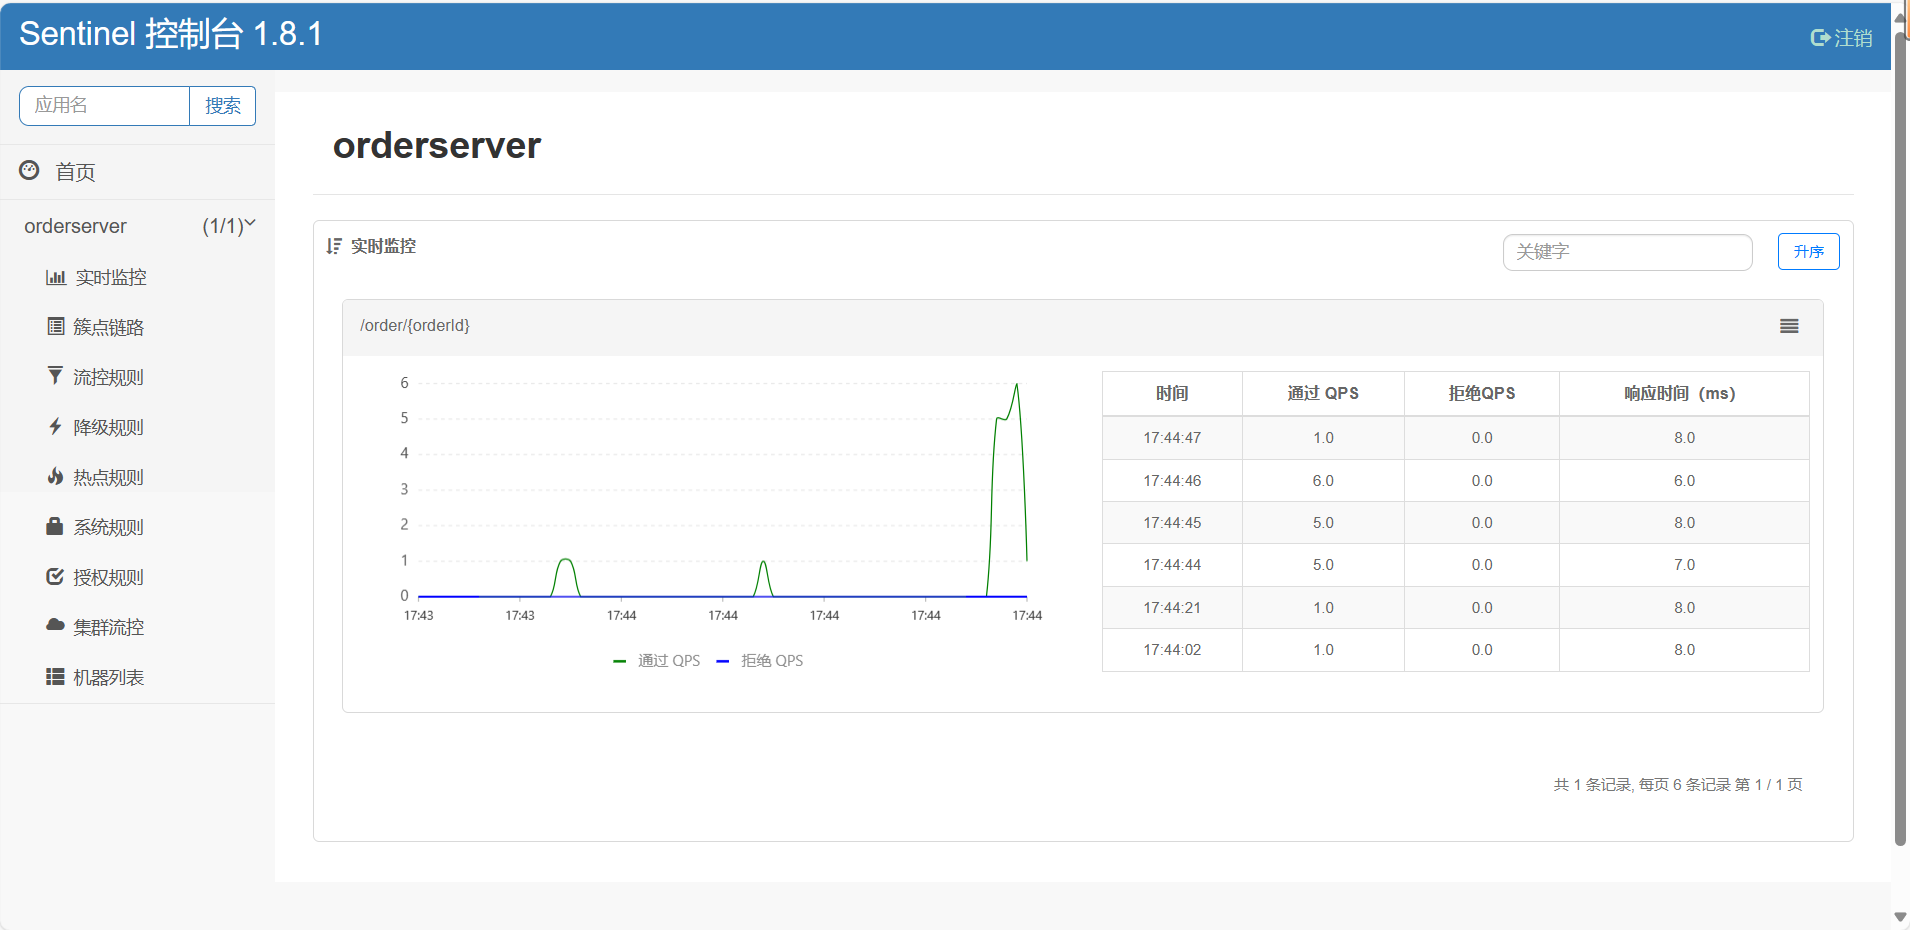 Sentinel 控制台 1.8.1
注销
应用名 搜索
首页
orderserver (1/1)
实时监控
簇点链路
流控规则
降级规则
热点规则
系统规则
授权规则
集群流控
机器列表
orderserver
实时监控
关键字 升序
/order/{orderId}
6
5
4
3
2
1
0
17:43 17:43 17:44 17:44 17:44 17:44 17:44
通过 QPS 拒绝 QPS
时间 通过 QPS 拒绝QPS 响应时间（ms）
17:44:47 1.0 0.0 8.0
17:44:46 6.0 0.0 6.0
17:44:45 5.0 0.0 8.0
17:44:44 5.0 0.0 7.0
17:44:21 1.0 0.0 8.0
17:44:02 1.0 0.0 8.0
共 1 条记录, 每页 6 条记录 第 1 / 1 页